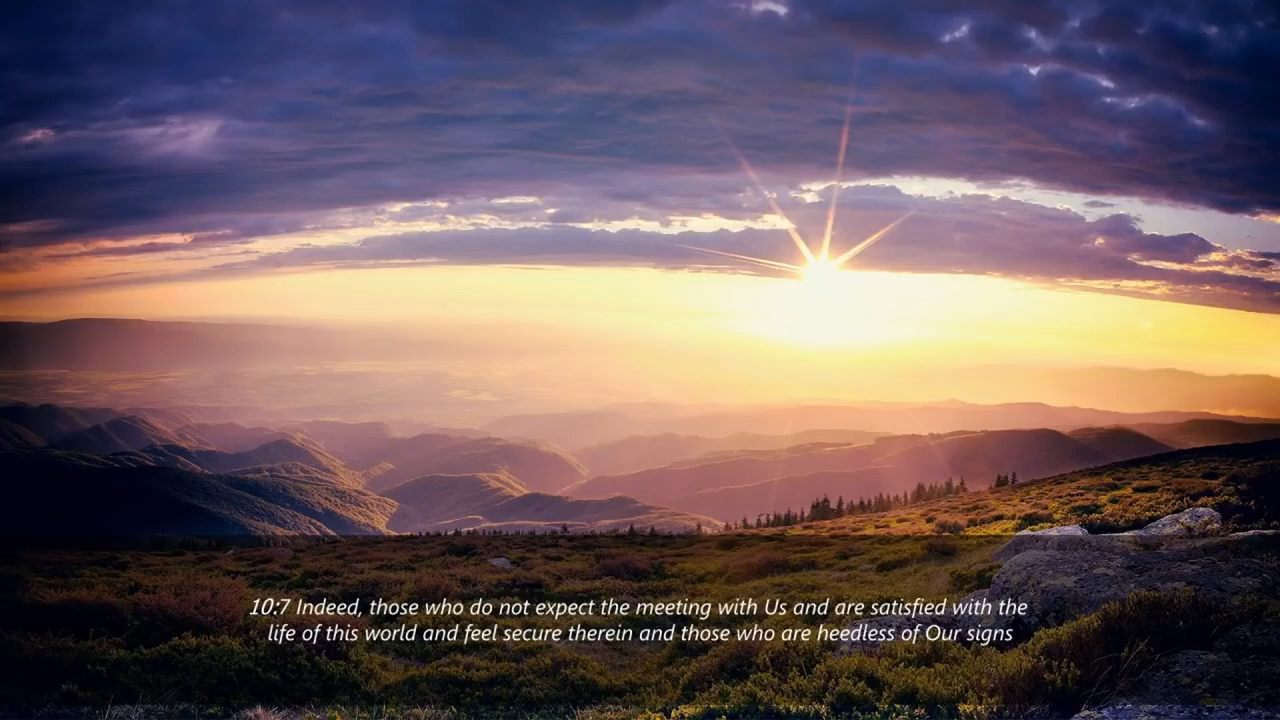 10:7 Indeed, those who do not expect the meeting with Us and are satisfied with the
life of this world and feel secure therein and those who are heedless of Our signs